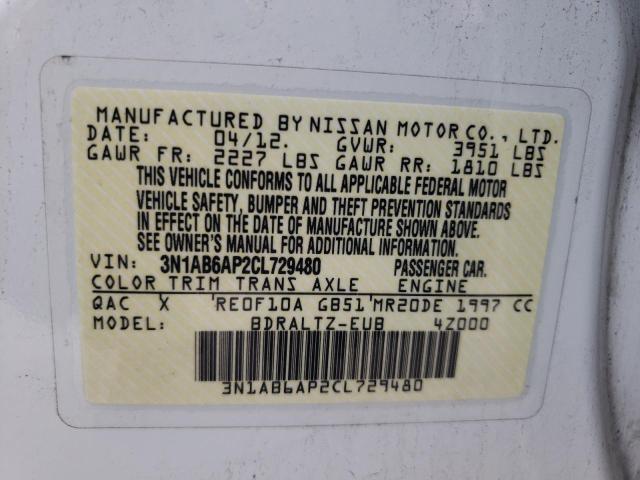 MANUFACTURED BY NISSAN MOTOR CO., LTD.
DATE: 04/12. GVWR: 3951 LBS
GAWR FR: 2227 LBS GAWR RR: 1810 LBS
THIS VEHICLE CONFORMS TO ALL APPLICABLE FEDERAL MOTOR
VEHICLE SAFETY, BUMPER AND THEFT PREVENTION STANDARDS
IN EFFECT ON THE DATE OF MANUFACTURE SHOWN ABOVE.
SEE OWNER'S MANUAL FOR ADDITIONAL INFORMATION.
VIN: 3N1AB6AP2CL729480 PASSENGER CAR.
COLOR TRIM TRANS AXLE ENGINE
QAC X RE0F10A GB51 MR20DE 1997 CC
MODEL: BDRALTZ-EUB 4Z000
3N1AB6AP2CL729480